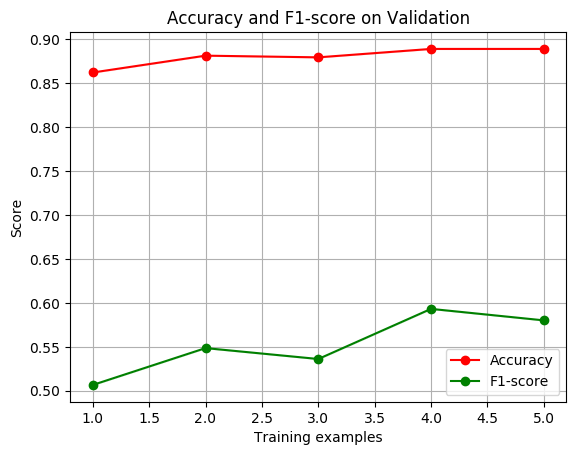 Accuracy and F1-score on Validation
0.90
0.85
0.80
0.75
0.70
0.65
0.60
0.55
0.50
Score
Accuracy
F1-score
1.0 1.5 2.0 2.5 3.0 3.5 4.0 4.5 5.0
Training examples